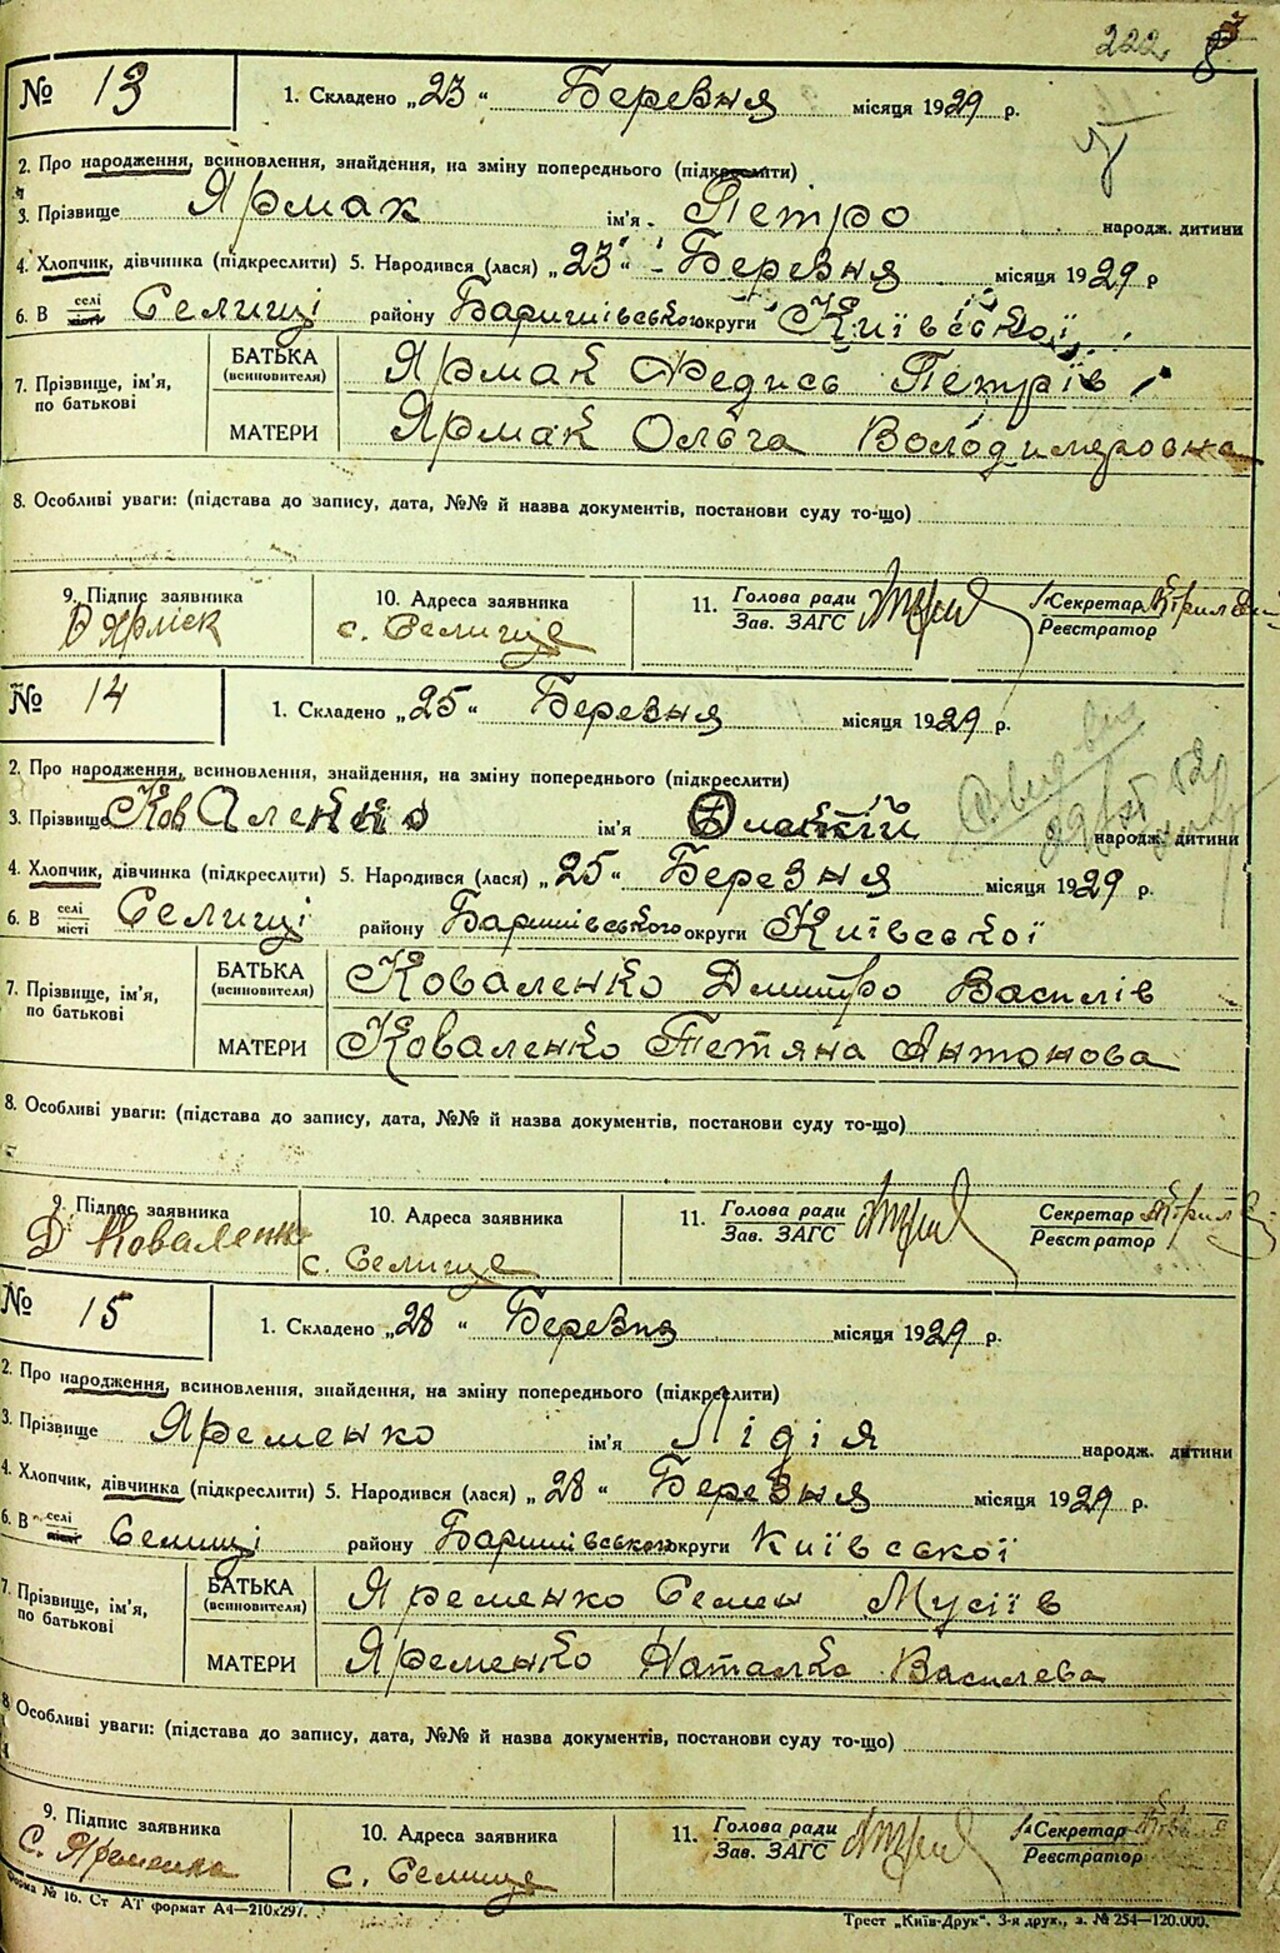 222
№ 13
1. Складено „23“ Березня місяця 1929 р.
2. Про народження, всиновлення, знайдення, на зміну попереднього (підкреслити)
3. Прізвище Ярмак ім'я Петро народж. дитини
4. Хлопчик, дівчинка (підкреслити) 5. Народився (лася) „23“ Березня місяця 1929 р
6. В селі місті Селищі району Баришівського округи Київської
7. Прізвище, ім'я, по батькові
БАТЬКА (всиновителя) Ярмак Федись Петрів
МАТЕРИ Ярмак Ольга Володимировна
8. Особливі уваги: (підстава до запису, дата, №№ й назва документів, постанови суду то-що)
9. Підпис заявника 10. Адреса заявника 11. Голова ради Зав. ЗАГС Секретар Реєстратор
с. Селище
№ 14
1. Складено „25“ Березня місяця 1929 р.
2. Про народження, всиновлення, знайдення, на зміну попереднього (підкреслити)
3. Прізвище Коваленко ім'я народж. дитини
4. Хлопчик, дівчинка (підкреслити) 5. Народився (лася) „25“ Березня місяця 1929 р.
6. В селі місті Селищі району Баришівського округи Київської
7. Прізвище, ім'я, по батькові
БАТЬКА (всиновителя) Коваленко Дмитро Василів
МАТЕРИ Коваленко Тетяна Антонова
8. Особливі уваги: (підстава до запису, дата, №№ й назва документів, постанови суду то-що)
9. Підпис заявника 10. Адреса заявника 11. Голова ради Зав. ЗАГС Секретар Реєстратор
Д Коваленко с. Селище
№ 15
1. Складено „28“ Березня місяця 1929 р.
2. Про народження, всиновлення, знайдення, на зміну попереднього (підкреслити)
3. Прізвище Яременко ім'я Лідія народж. дитини
4. Хлопчик, дівчинка (підкреслити) 5. Народився (лася) „28“ Березня місяця 1929 р.
6. В селі місті Селищі району Баришівського округи Київської
7. Прізвище, ім'я, по батькові
БАТЬКА (всиновителя) Яременко Семен Мусіїв
МАТЕРИ Яременко Наталка Василева
8. Особливі уваги: (підстава до запису, дата, №№ й назва документів, постанови суду то-що)
9. Підпис заявника 10. Адреса заявника 11. Голова ради Зав. ЗАГС Секретар Реєстратор
С. Яременко с. Селище
Форма № 16. Ст АТ формат А4—210х297.
Трест „Київ-Друк“. 3-я друк., з. № 254—120.000.